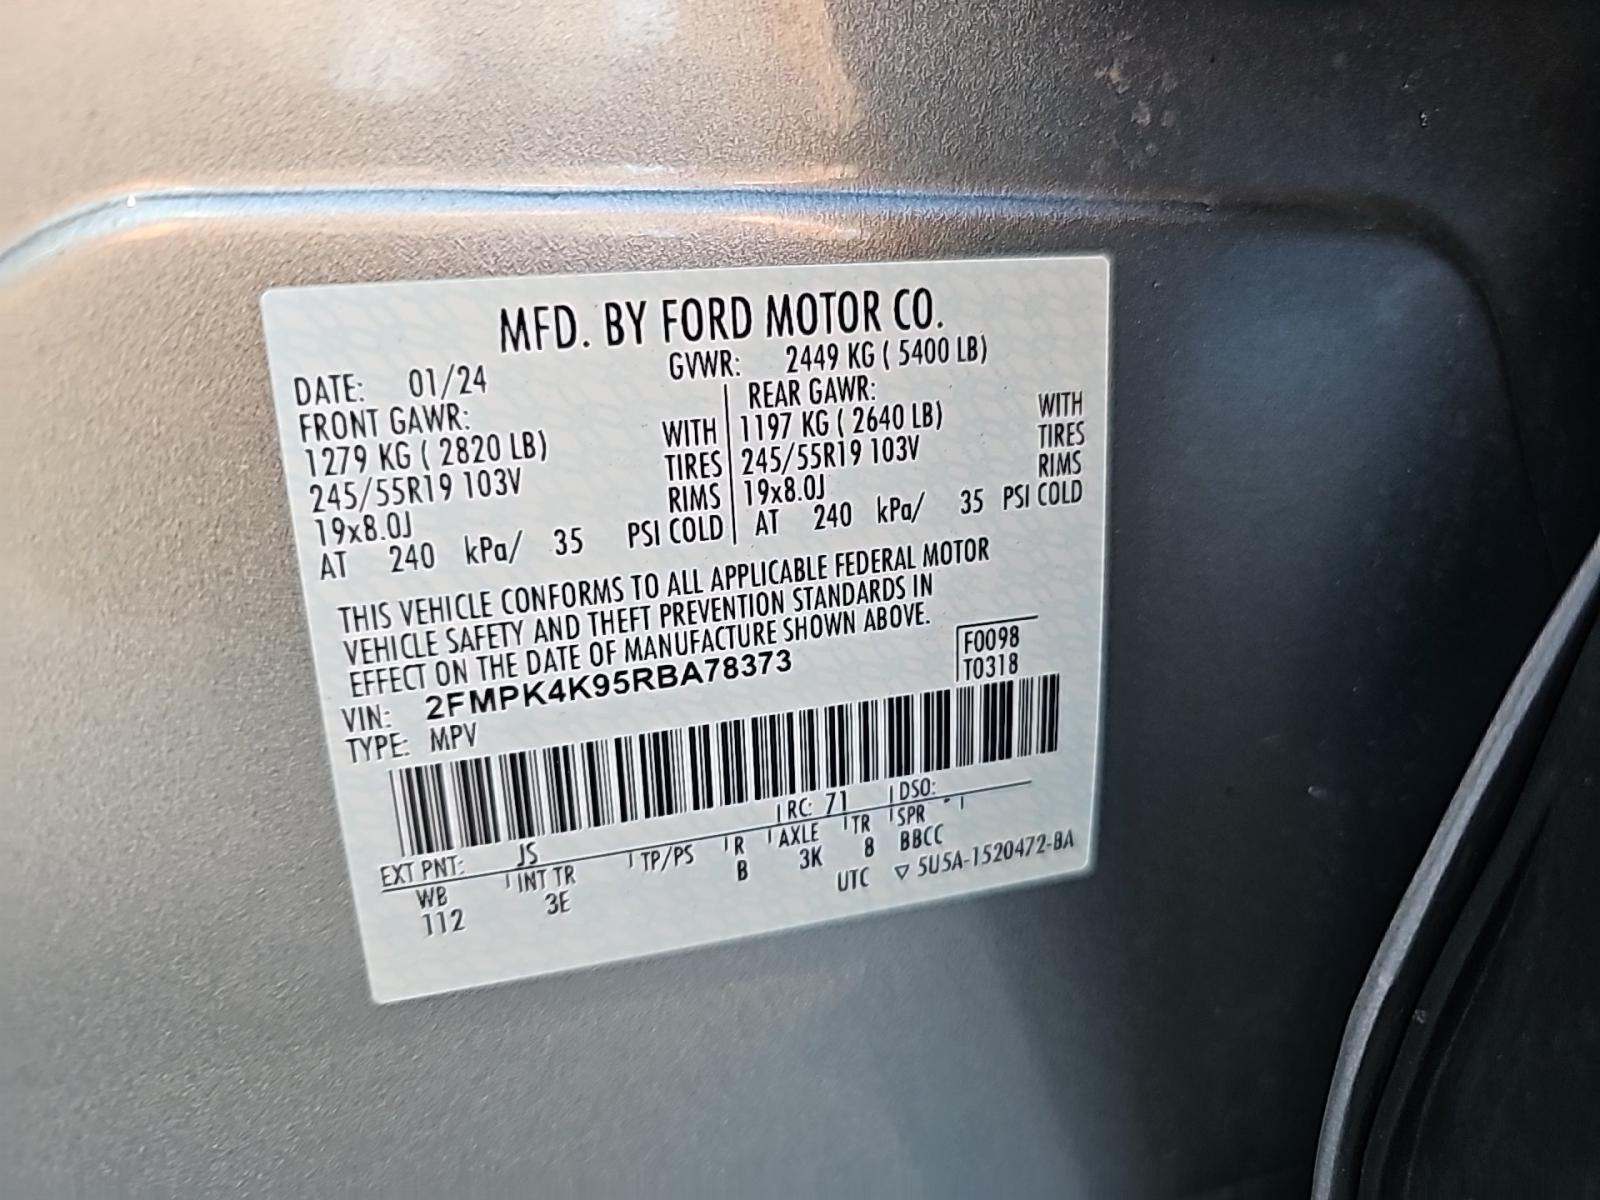 MFD. BY FORD MOTOR CO.
DATE: 01/24 GVWR: 2449 KG ( 5400 LB)
FRONT GAWR: REAR GAWR:
1279 KG ( 2820 LB) WITH 1197 KG ( 2640 LB) WITH
245/55R19 103V TIRES 245/55R19 103V TIRES
19x8.0J RIMS 19x8.0J RIMS
AT 240 kPa/ 35 PSI COLD AT 240 kPa/ 35 PSI COLD
THIS VEHICLE CONFORMS TO ALL APPLICABLE FEDERAL MOTOR
VEHICLE SAFETY AND THEFT PREVENTION STANDARDS IN
EFFECT ON THE DATE OF MANUFACTURE SHOWN ABOVE.
VIN: 2FMPK4K95RBA78373 F0098
TYPE: MPV T0318
EXT PNT: JS RC: 71 DSO:
WB INT TR TP/PS R AXLE TR SPR
112 3E B 3K 8 BBCC
UTC ▽ 5U5A-1520472-BA